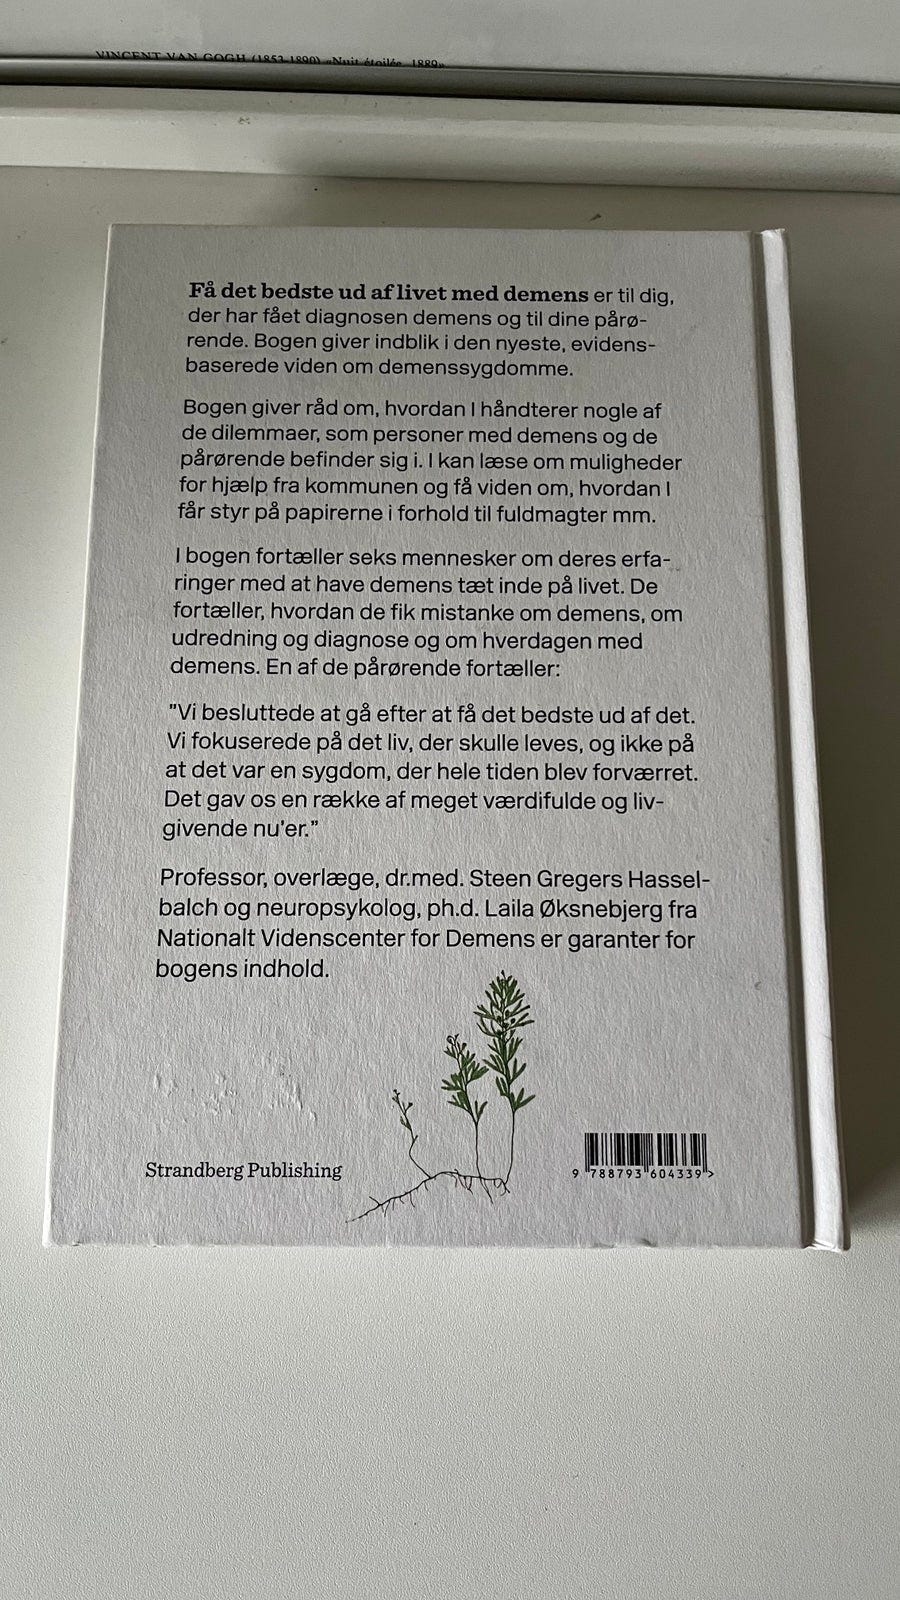 VINCENT VAN GOGH (1853-1890) «Nuit étoilée, 1889»
Få det bedste ud af livet med demens er til dig,
der har fået diagnosen demens og til dine pårø-
rende. Bogen giver indblik i den nyeste, evidens-
baserede viden om demenssygdomme.
Bogen giver råd om, hvordan I håndterer nogle af
de dilemmaer, som personer med demens og de
pårørende befinder sig i. I kan læse om muligheder
for hjælp fra kommunen og få viden om, hvordan I
får styr på papirerne i forhold til fuldmagter mm.
I bogen fortæller seks mennesker om deres erfa-
ringer med at have demens tæt inde på livet. De
fortæller, hvordan de fik mistanke om demens, om
udredning og diagnose og om hverdagen med
demens. En af de pårørende fortæller:
"Vi besluttede at gå efter at få det bedste ud af det.
Vi fokuserede på det liv, der skulle leves, og ikke på
at det var en sygdom, der hele tiden blev forværret.
Det gav os en række af meget værdifulde og liv-
givende nu'er."
Professor, overlæge, dr.med. Steen Gregers Hassel-
balch og neuropsykolog, ph.d. Laila Øksnebjerg fra
Nationalt Videnscenter for Demens er garanter for
bogens indhold.
Strandberg Publishing
9 788793 604339 >